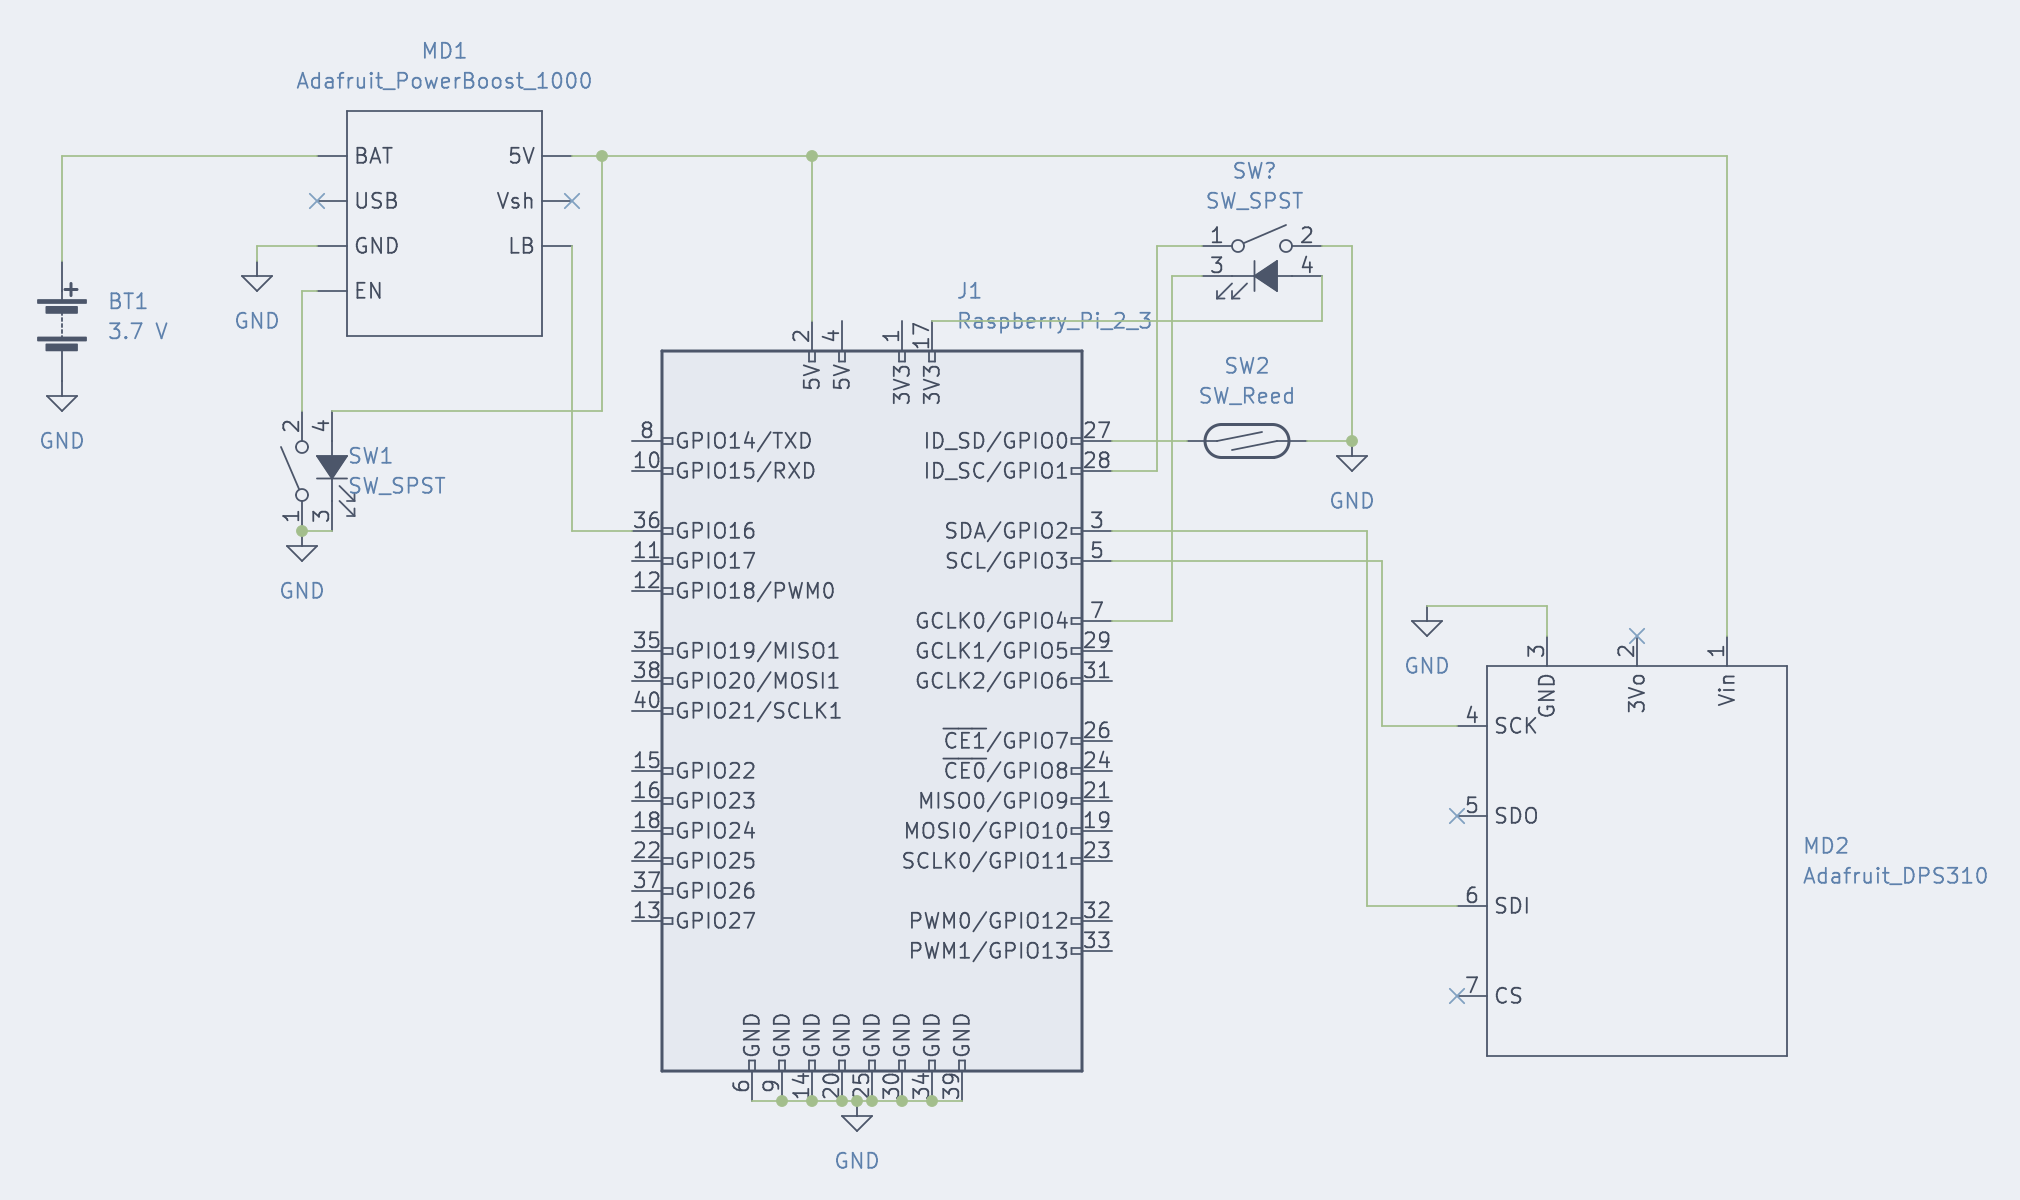 MD1
Adafruit_PowerBoost_1000
BAT
5V
USB
Vsh
GND
LB
EN
+
BT1
3.7 V
GND
GND
2
4
SW1
SW_SPST
1
3
GND
SW?
SW_SPST
1
2
3
4
J1
Raspberry_Pi_2_3
2
4
1
17
5V
5V
3V3
3V3
SW2
SW_Reed
GND
8
GPIO14/TXD
ID_SD/GPIO0
27
10
GPIO15/RXD
ID_SC/GPIO1
28
36
GPIO16
SDA/GPIO2
3
11
GPIO17
SCL/GPIO3
5
12
GPIO18/PWM0
GCLK0/GPIO4
7
35
GPIO19/MISO1
GCLK1/GPIO5
29
38
GPIO20/MOSI1
GCLK2/GPIO6
31
40
GPIO21/SCLK1
CE1/GPIO7
26
15
GPIO22
CE0/GPIO8
24
16
GPIO23
MISO0/GPIO9
21
18
GPIO24
MOSI0/GPIO10
19
22
GPIO25
SCLK0/GPIO11
23
37
GPIO26
13
GPIO27
PWM0/GPIO12
32
PWM1/GPIO13
33
GND
GND
GND
GND
GND
GND
GND
GND
6
9
14
20
25
30
34
39
GND
GND
3
2
1
GND
3Vo
Vin
4
SCK
5
SDO
6
SDI
7
CS
MD2
Adafruit_DPS310